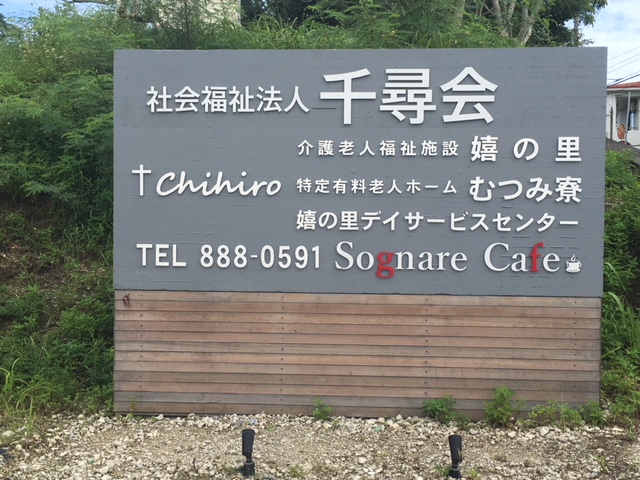 社会福祉法人 千尋会
介護老人福祉施設 嬉の里
†Chihiro 特定有料老人ホーム むつみ寮
嬉の里デイサービスセンター
TEL 888-0591 Sognare Cafe